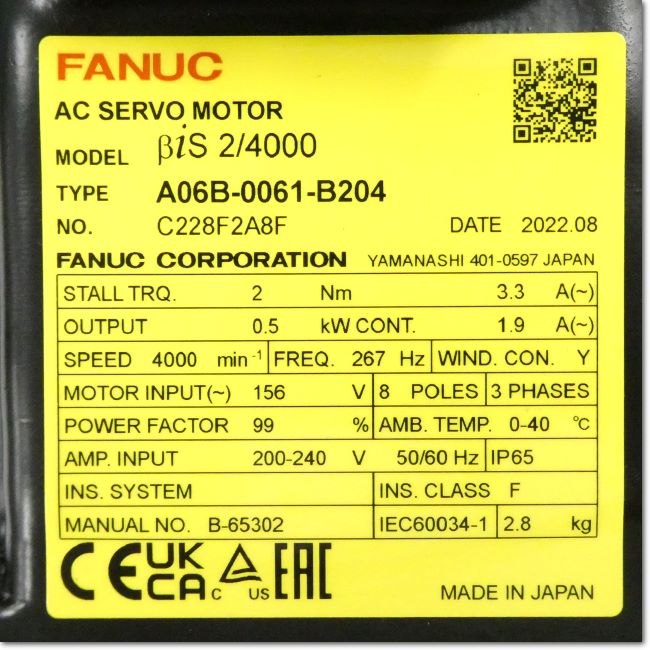 FANUC
AC SERVO MOTOR
MODEL βiS 2/4000
TYPE A06B-0061-B204
NO. C228F2A8F DATE 2022.08
FANUC CORPORATION YAMANASHI 401-0597 JAPAN
STALL TRQ. 2 Nm 3.3 A(~)
OUTPUT 0.5 kW CONT. 1.9 A(~)
SPEED 4000 min⁻¹ FREQ. 267 Hz WIND. CON. Y
MOTOR INPUT(~) 156 V 8 POLES 3 PHASES
POWER FACTOR 99 % AMB. TEMP. 0-40 °C
AMP. INPUT 200-240 V 50/60 Hz IP65
INS. SYSTEM INS. CLASS F
MANUAL NO. B-65302 IEC60034-1 2.8 kg
CE UK CA C US EAC
MADE IN JAPAN